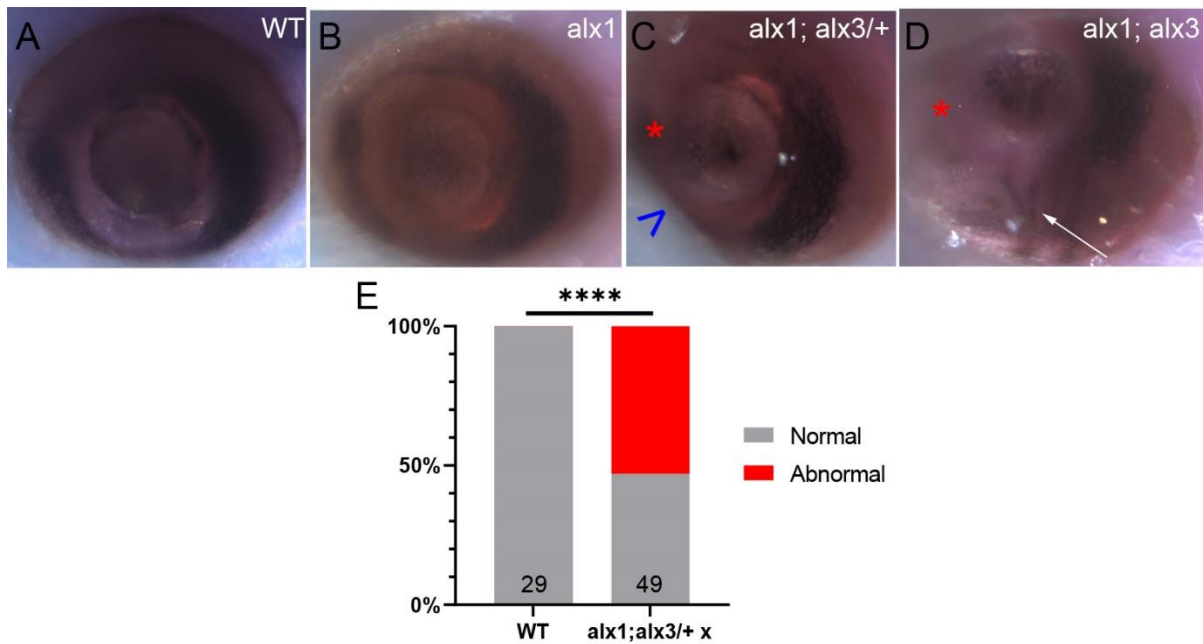 A WT
B alx1
C alx1; alx3/+
D alx1; alx3
*
*
E
****
100%
50%
0%
29
49
WT
alx1;alx3/+ x
Normal
Abnormal